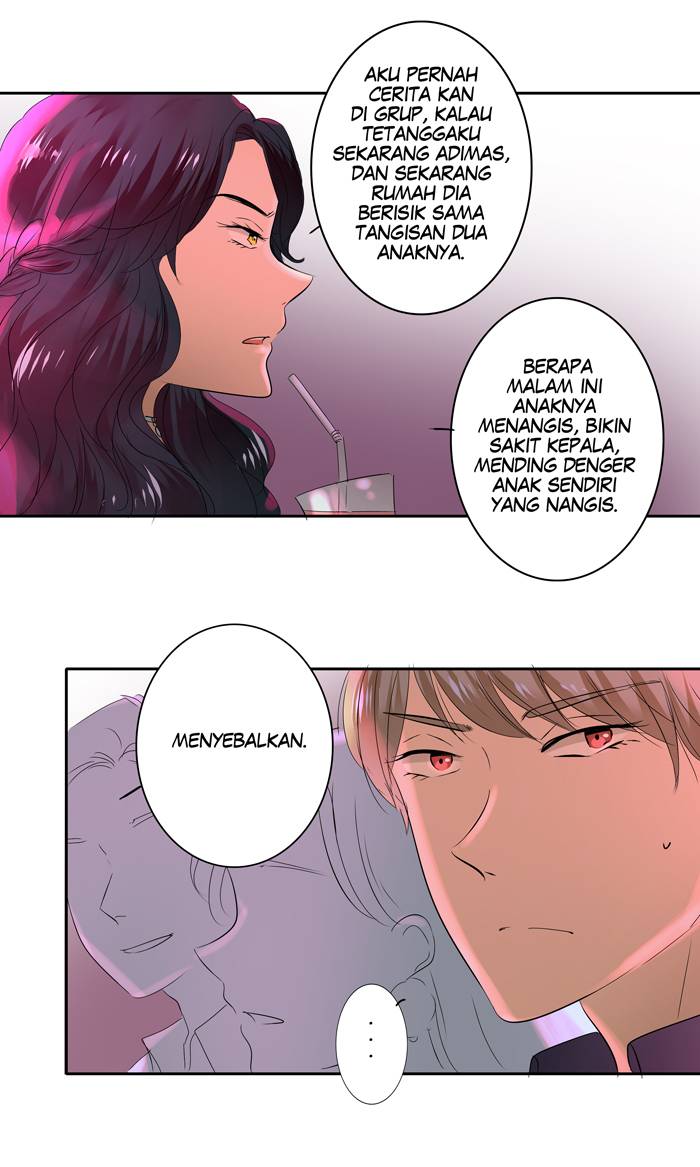 AKU PERNAH
CERITA KAN
DI GRUP, KALAU
TETANGGAKU
SEKARANG ADIMAS,
DAN SEKARANG
RUMAH DIA
BERISIK SAMA
TANGISAN DUA
ANAKNYA.
BERAPA
MALAM INI
ANAKNYA
MENANGIS, BIKIN
SAKIT KEPALA,
MENDING DENGER
ANAK SENDIRI
YANG NANGIS.
MENYEBALKAN.
...